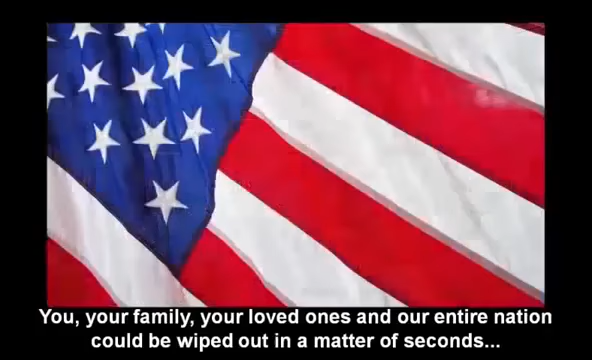 You, your family, your loved ones and our entire nation
could be wiped out in a matter of seconds...